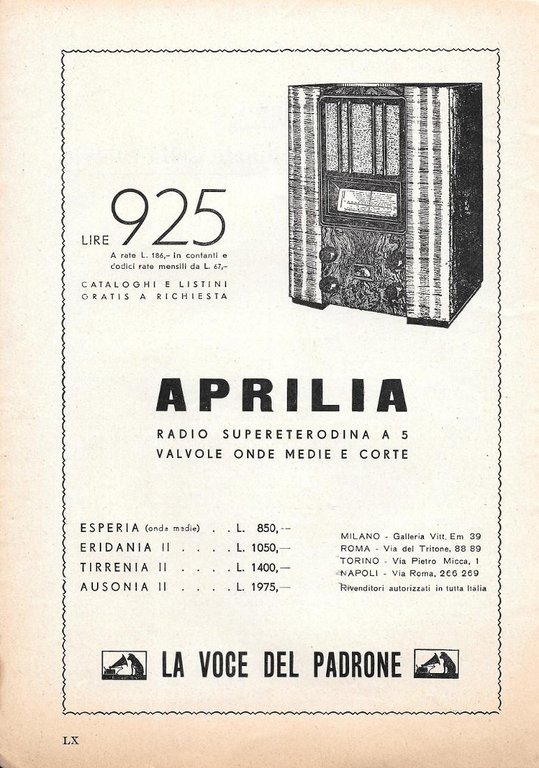 LIRE 925
A rate L. 186,- in contanti e
dodici rate mensili da L. 67,-
CATALOGHI E LISTINI
GRATIS A RICHIESTA
APRILIA
RADIO SUPERETERODINA A 5
VALVOLE ONDE MEDIE E CORTE
ESPERIA (onde medie) . . L. 850,—
ERIDANIA II . . . . L. 1050,—
TIRRENIA II . . . . L. 1400,—
AUSONIA II . . . . L. 1975,—
MILANO - Galleria Vitt. Em 39
ROMA - Via del Tritone, 88 89
TORINO - Via Pietro Micca, 1
NAPOLI - Via Roma, 266 269
Rivenditori autorizzati in tutta Italia
LA VOCE DEL PADRONE
LX